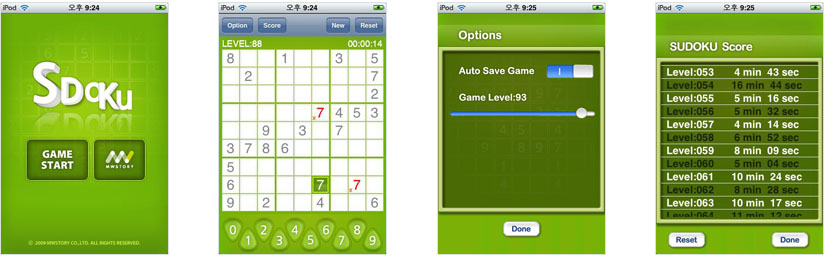 iPod 오후 9:24
SDoKu
GAME START
MWSTORY
© 2009 MWSTORY CO.,LTD. ALL RIGHTS RESERVED.
iPod 오후 9:24
Option Score New Reset
LEVEL:88 00:00:14
8 1 3 5
2 7
2
x7 4 5 3
9 3 7
3 7 8 6
5
6 7 x7
9 2 4 6
0 2 4 6 8
1 3 5 7 9
iPod 오후 9:25
Options
Auto Save Game
Game Level:93
Done
iPod 오후 9:25
SUDOKU Score
Level:053 4 min 43 sec
Level:054 16 min 44 sec
Level:055 5 min 16 sec
Level:056 5 min 32 sec
Level:057 4 min 14 sec
Level:058 6 min 52 sec
Level:059 8 min 09 sec
Level:060 5 min 04 sec
Level:061 10 min 24 sec
Level:062 8 min 28 sec
Level:063 10 min 17 sec
Level:064 11 min 12 sec
Reset Done